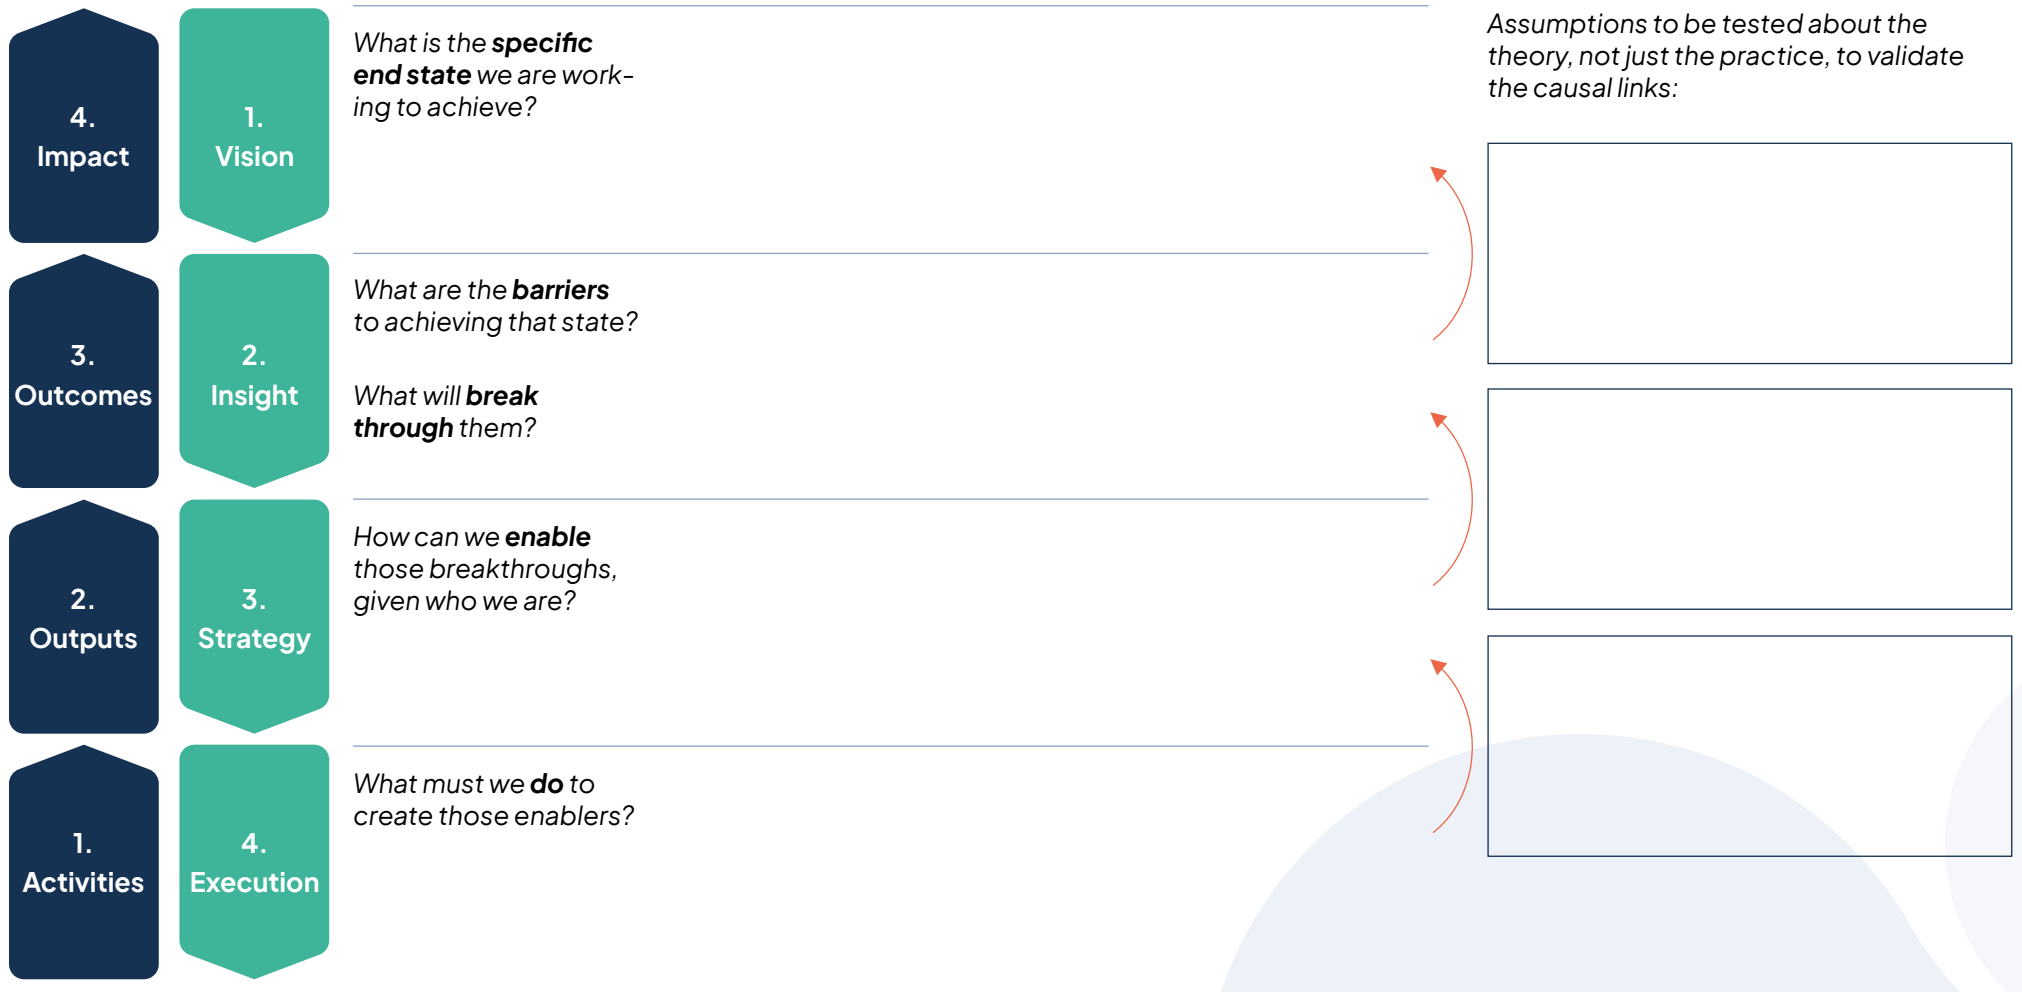 4.
Impact
1.
Vision
What is the specific
end state we are work-
ing to achieve?
Assumptions to be tested about the
theory, not just the practice, to validate
the causal links:
3.
Outcomes
2.
Insight
What are the barriers
to achieving that state?
What will break
through them?
2.
Outputs
3.
Strategy
How can we enable
those breakthroughs,
given who we are?
1.
Activities
4.
Execution
What must we do to
create those enablers?